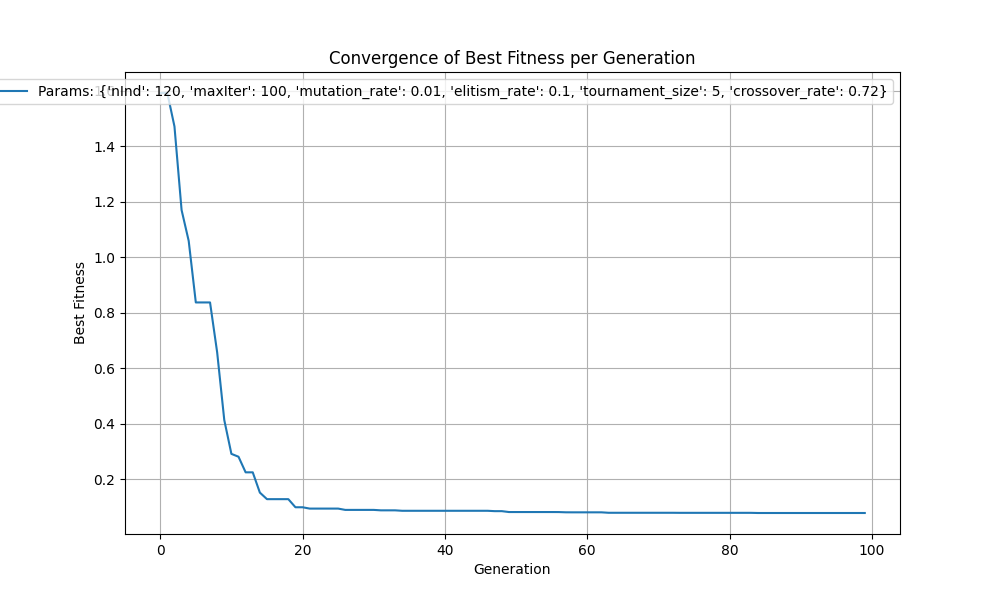 Convergence of Best Fitness per Generation
Params: {'nInd': 120, 'maxIter': 100, 'mutation_rate': 0.01, 'elitism_rate': 0.1, 'tournament_size': 5, 'crossover_rate': 0.72}
1.4
1.2
1.0
0.8
0.6
0.4
0.2
Best Fitness
0 20 40 60 80 100
Generation